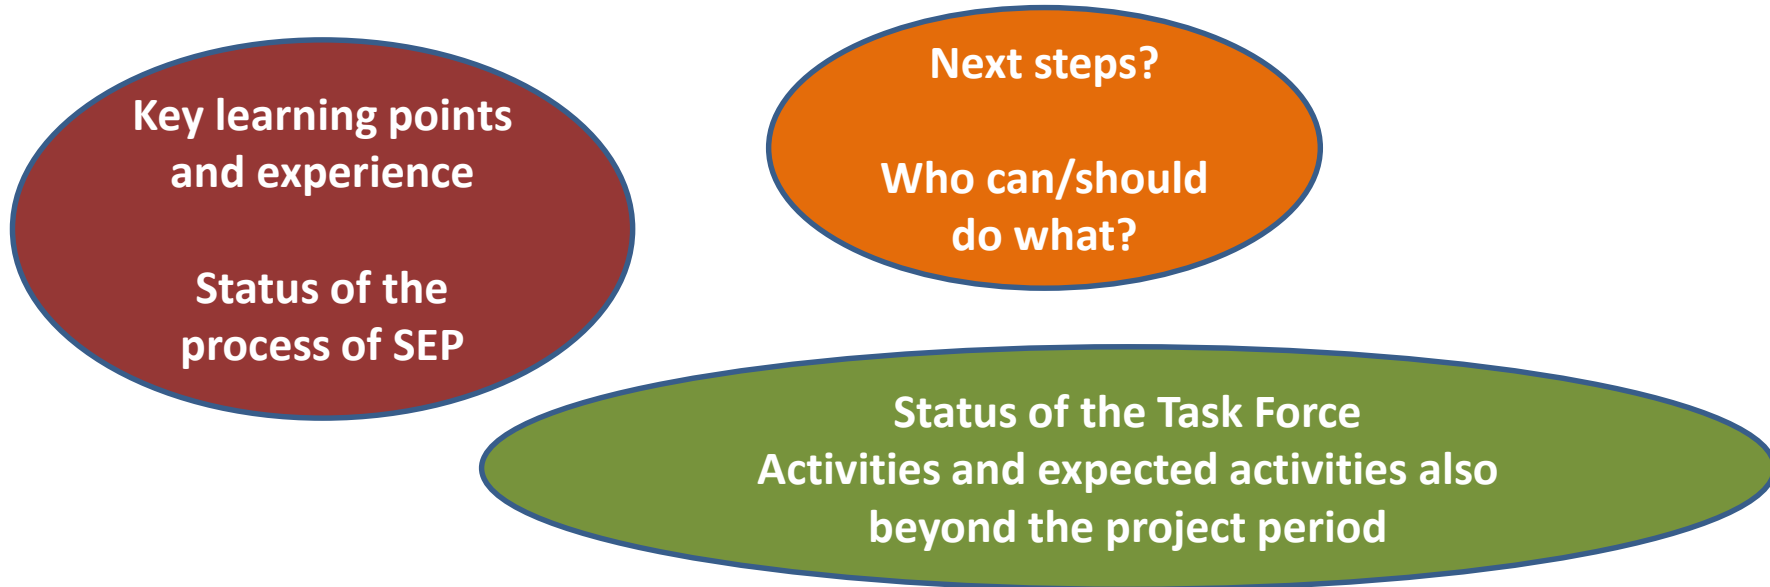 Key learning points
and experience
Status of the
process of SEP
Next steps?
Who can/should
do what?
Status of the Task Force
Activities and expected activities also
beyond the project period